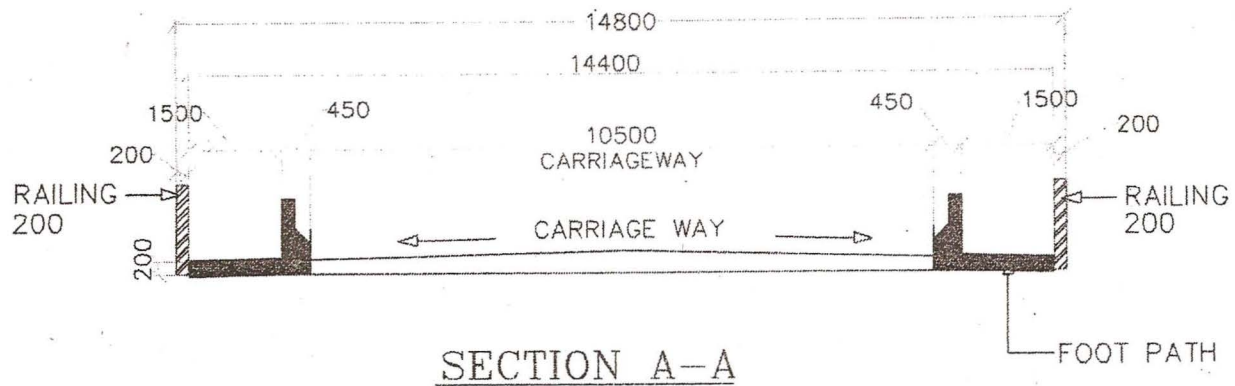 14800
14400
1500
450
450
1500
10500
200
200
CARRIAGEWAY
RAILING
200
CARRIAGE WAY
RAILING
200
200
FOOT PATH
SECTION A-A